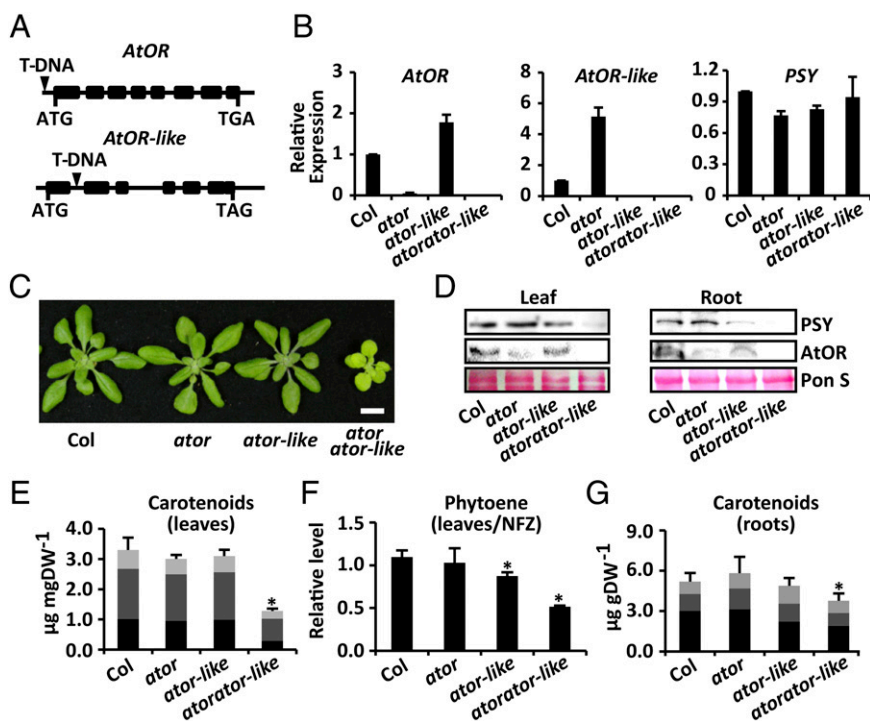 A
AtOR
T-DNA
ATG
TGA
AtOR-like
T-DNA
ATG
TAG
B
Relative
Expression
AtOR
3
2
1
0
Col
ator
ator-like
atorator-like
AtOR-like
8
6
4
2
0
Col
ator
ator-like
atorator-like
PSY
1.2
0.9
0.6
0.3
0
Col
ator
ator-like
atorator-like
C
Col
ator
ator-like
ator
ator-like
D
Leaf
Root
PSY
AtOR
Pon S
Col
ator
ator-like
atorator-like
Col
ator
ator-like
atorator-like
E
Carotenoids
(leaves)
µg mgDW-1
4.0
3.0
2.0
1.0
0.0
*
Col
ator
ator-like
atorator-like
F
Phytoene
(leaves/NFZ)
Relative level
1.5
1.0
0.5
0.0
*
*
Col
ator
ator-like
atorator-like
G
Carotenoids
(roots)
µg gDW-1
9.0
6.0
3.0
0.0
*
Col
ator
ator-like
atorator-like